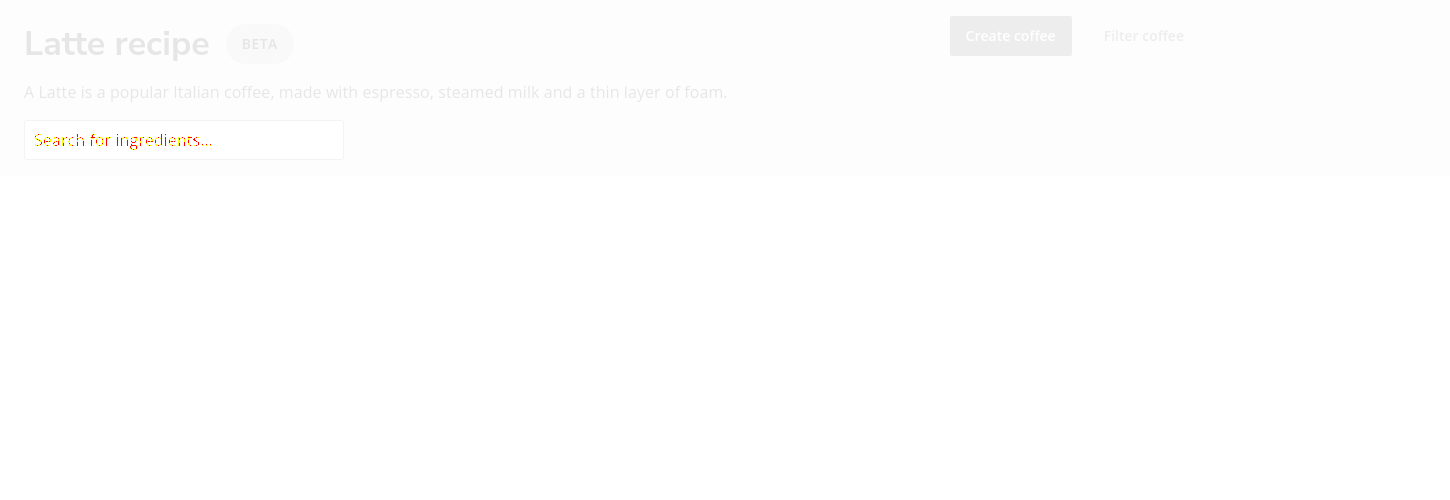 Latte recipe BETA
Create coffee Filter coffee
A Latte is a popular Italian coffee, made with espresso, steamed milk and a thin layer of foam.
Search for ingredients...